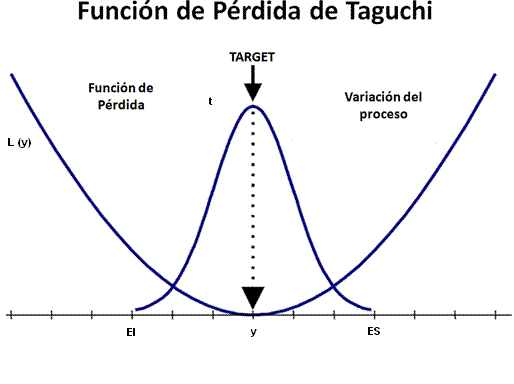 Función de Pérdida de Taguchi
TARGET
Función de
Pérdida
t
Variación del
proceso
L (y)
EI
y
ES